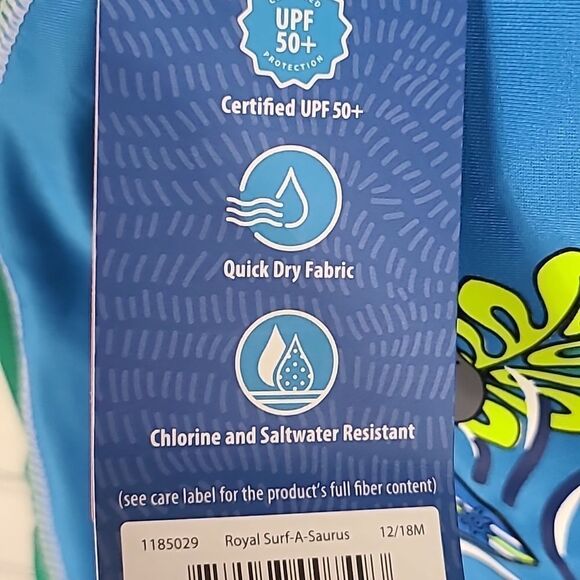 UPF
50+
PROTECTION
Certified UPF 50+
Quick Dry Fabric
Chlorine and Saltwater Resistant
(see care label for the product's full fiber content)
1185029 Royal Surf-A-Saurus 12/18M